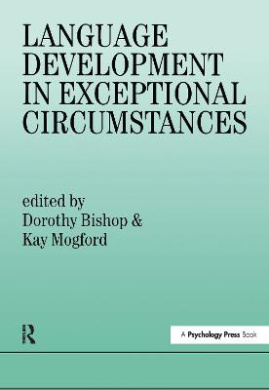 LANGUAGE
DEVELOPMENT
IN EXCEPTIONAL
CIRCUMSTANCES
edited by
Dorothy Bishop &
Kay Mogford
R
A Psychology Press Book